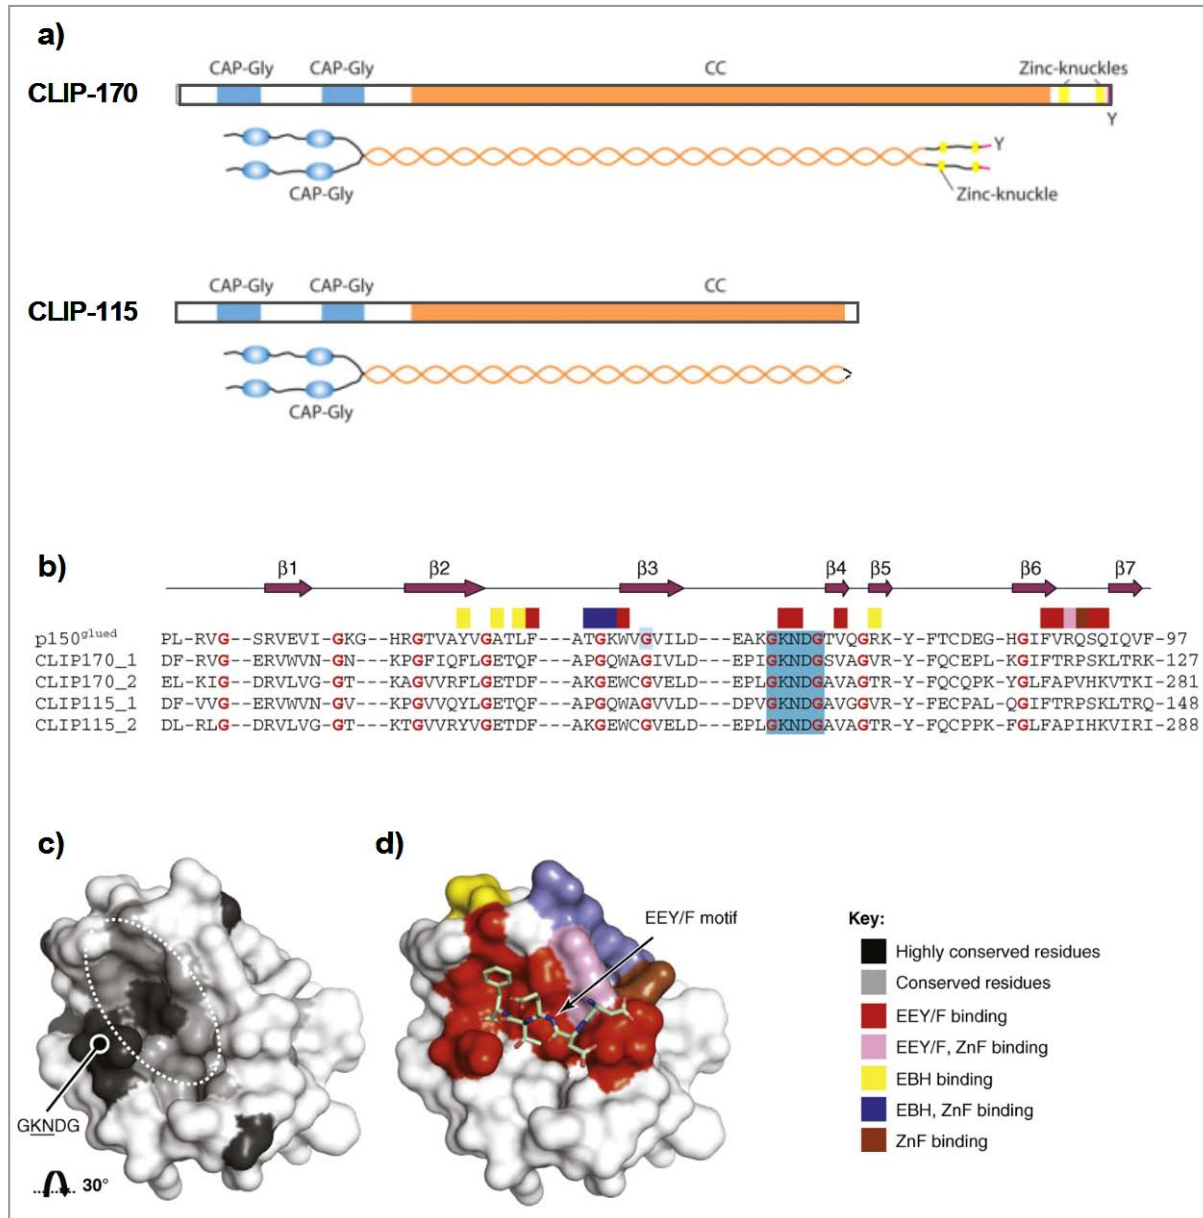 a)
CAP-Gly CAP-Gly CC Zinc-knuckles
CLIP-170
Y
Y
CAP-Gly
Zinc-knuckle
CAP-Gly CAP-Gly CC
CLIP-115
CAP-Gly
b)
β1 β2 β3 β4 β5 β6 β7
p150glued PL-RVG--SRVEVI-GKG--HRGTVAYVGATLF---ATGKWVGVILD---EAKGKNDGTVQGRK-Y-FTCDEG-HGIFVRQSQIQVF-97
CLIP170_1 DF-RVG--ERVWVN-GN---KPGFIQFLGETQF---APGQWAGIVLD---EPIGKNDGSVAGVR-Y-FQCEPL-KGIFTRPSKLTRK-127
CLIP170_2 EL-KIG--DRVLVG-GT--KAGVVRFLGETDF---AKGEWCGVELD---EPLGKNDGAVAGTR-Y-FQCQPK-YGLFAPVHKVTKI-281
CLIP115_1 DF-VVG--ERVWVN-GV---KPGVVQYLGETQF---APGQWAGVVLD---DPVGKNDGAVGGVR-Y-FECPAL-QGIFTRPSKLTRQ-148
CLIP115_2 DL-RLG--DRVLVG-GT--KTGVVRYVGETDF---AKGEWCGVELD---EPLGKNDGAVAGTR-Y-FQCPPK-FGLFAPIHKVIRI-288
c)
GKNDG
30°
d)
EEY/F motif
Key:
Highly conserved residues
Conserved residues
EEY/F binding
EEY/F, ZnF binding
EBH binding
EBH, ZnF binding
ZnF binding